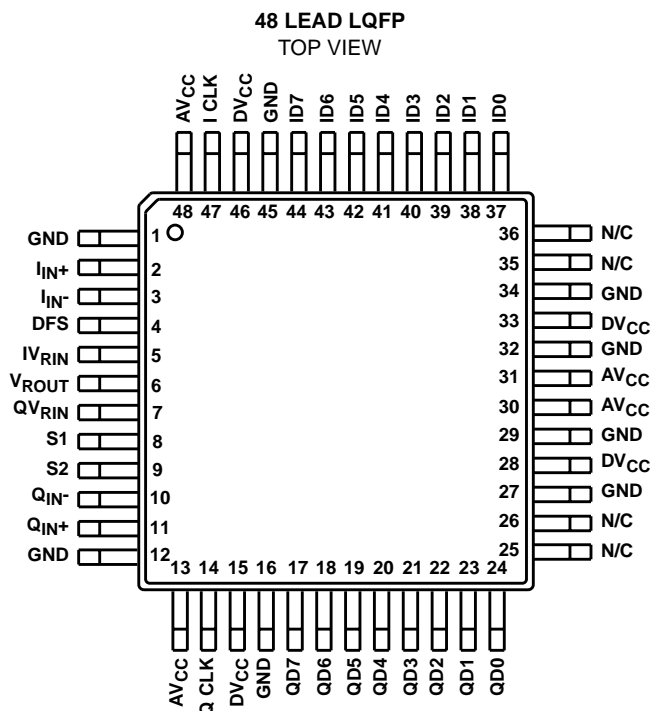 48 LEAD LQFP
TOP VIEW
AVCC
I CLK
DVCC
GND
ID7
ID6
ID5
ID4
ID3
ID2
ID1
ID0
48 47 46 45 44 43 42 41 40 39 38 37
GND 1
IIN+ 2
IIN- 3
DFS 4
IVRIN 5
VROUT 6
QVRIN 7
S1 8
S2 9
QIN- 10
QIN+ 11
GND 12
36 N/C
35 N/C
34 GND
33 DVCC
32 GND
31 AVCC
30 AVCC
29 GND
28 DVCC
27 GND
26 N/C
25 N/C
13 14 15 16 17 18 19 20 21 22 23 24
AVCC
Q CLK
DVCC
GND
QD7
QD6
QD5
QD4
QD3
QD2
QD1
QD0